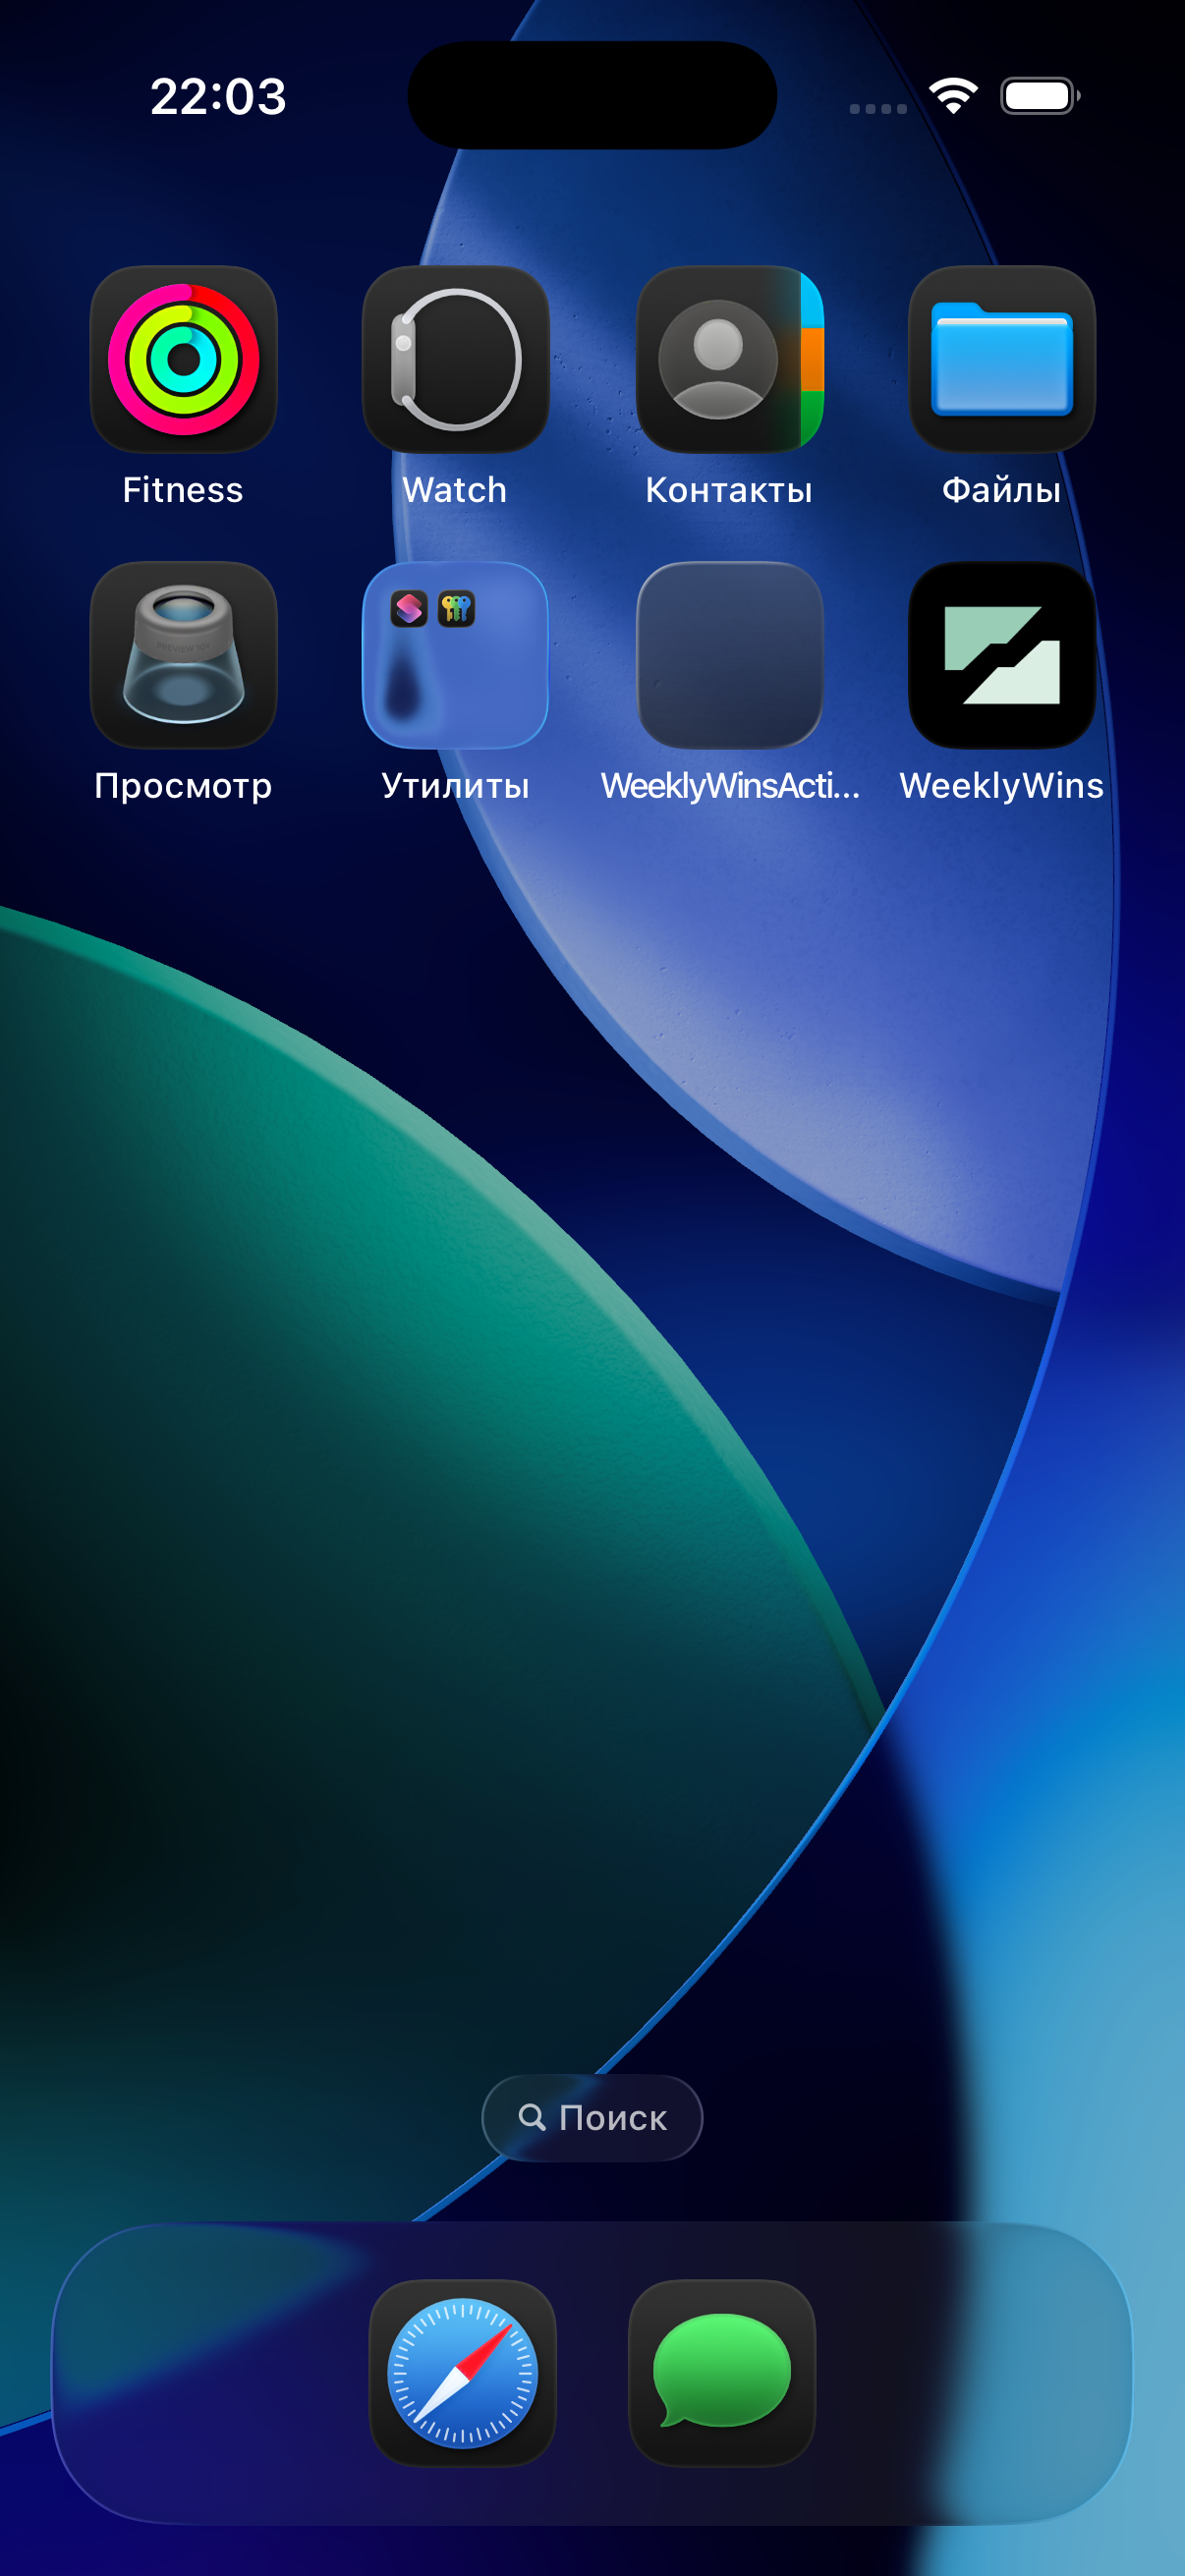 22:03
Fitness
Watch
Контакты
Файлы
Просмотр
Утилиты
WeeklyWinsActi...
WeeklyWins
Поиск